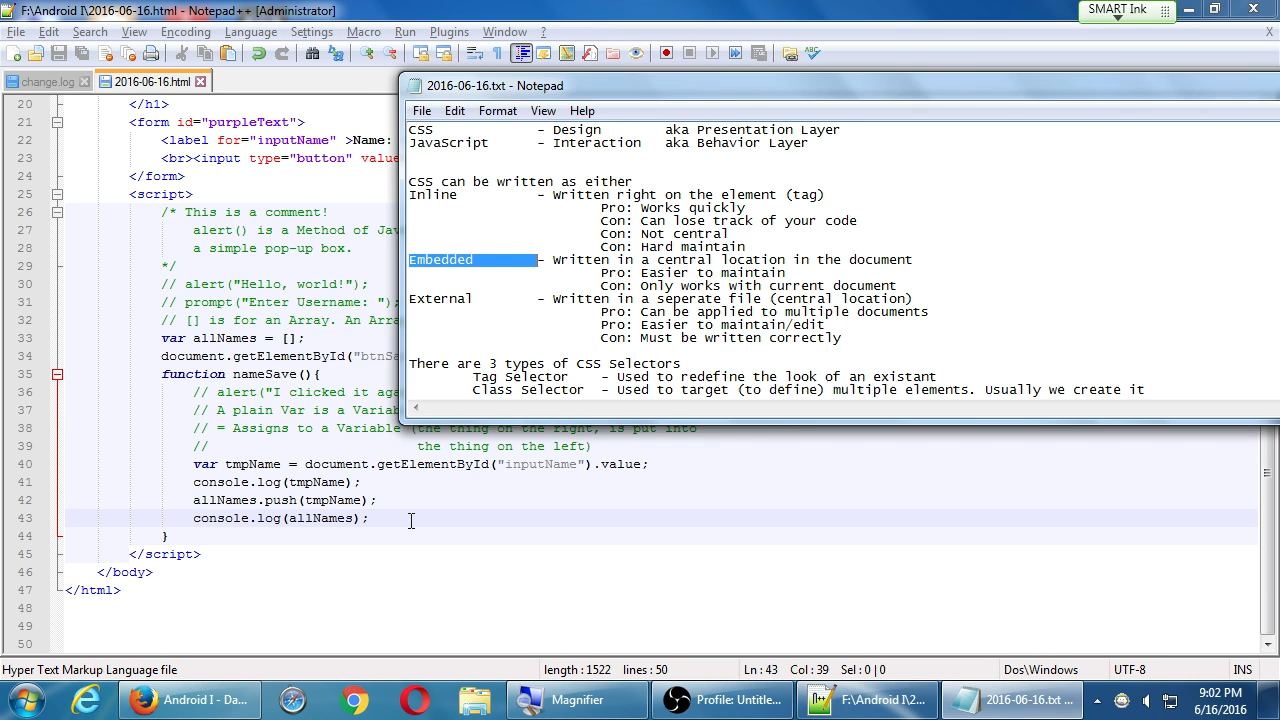 F:\Android I\2016-06-16.html - Notepad++ [Administrator]
SMART Ink
File Edit Search View Encoding Language Settings Macro Run Plugins Window ? X
change.log 2016-06-16.html
20 </h1>
21 <form id="purpleText">
22 <label for="inputName" >Name:
23 <br><input type="button" value
24 </form>
25 <script>
26 /* This is a comment!
27 alert() is a Method of Jav
28 a simple pop-up box.
29 */
30 // alert("Hello, world!");
31 // prompt("Enter Username: ");
32 // [] is for an Array. An Arra
33 var allNames = [];
34 document.getElementById("btnSa
35 function nameSave(){
36 // alert("I clicked it aga
37 // A plain Var is a Variab
38 // = Assigns to a Variable (the thing on the right, is put into
39 // the thing on the left)
40 var tmpName = document.getElementById("inputName").value;
41 console.log(tmpName);
42 allNames.push(tmpName);
43 console.log(allNames);
44 }
45 </script>
46 </body>
47 </html>
48
49
50
2016-06-16.txt - Notepad
File Edit Format View Help
CSS - Design aka Presentation Layer
JavaScript - Interaction aka Behavior Layer
CSS can be written as either
Inline - Written right on the element (tag)
Pro: Works quickly
Con: Can lose track of your code
Con: Not central
Con: Hard maintain
Embedded - Written in a central location in the document
Pro: Easier to maintain
Con: Only works with current document
External - Written in a seperate file (central location)
Pro: Can be applied to multiple documents
Pro: Easier to maintain/edit
Con: Must be written correctly
There are 3 types of CSS Selectors
Tag Selector - Used to redefine the look of an existant
Class Selector - Used to target (to define) multiple elements. Usually we create it
Hyper Text Markup Language file length : 1522 lines : 50 Ln : 43 Col : 39 Sel : 0 | 0 Dos\Windows UTF-8 INS
Android I - Da... Magnifier Profile: Untitle... F:\Android I\2... 2016-06-16.txt ...
9:02 PM
6/16/2016